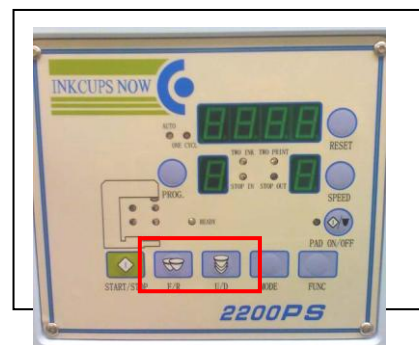 INKCUPS NOW
AUTO
ONE CYCL
RESET
TWO INK TWO PRINT
STOP IN STOP OUT
PROG.
SPEED
READY
PAD ON/OFF
START/STOP F/R U/D MODE FUNC
2200PS